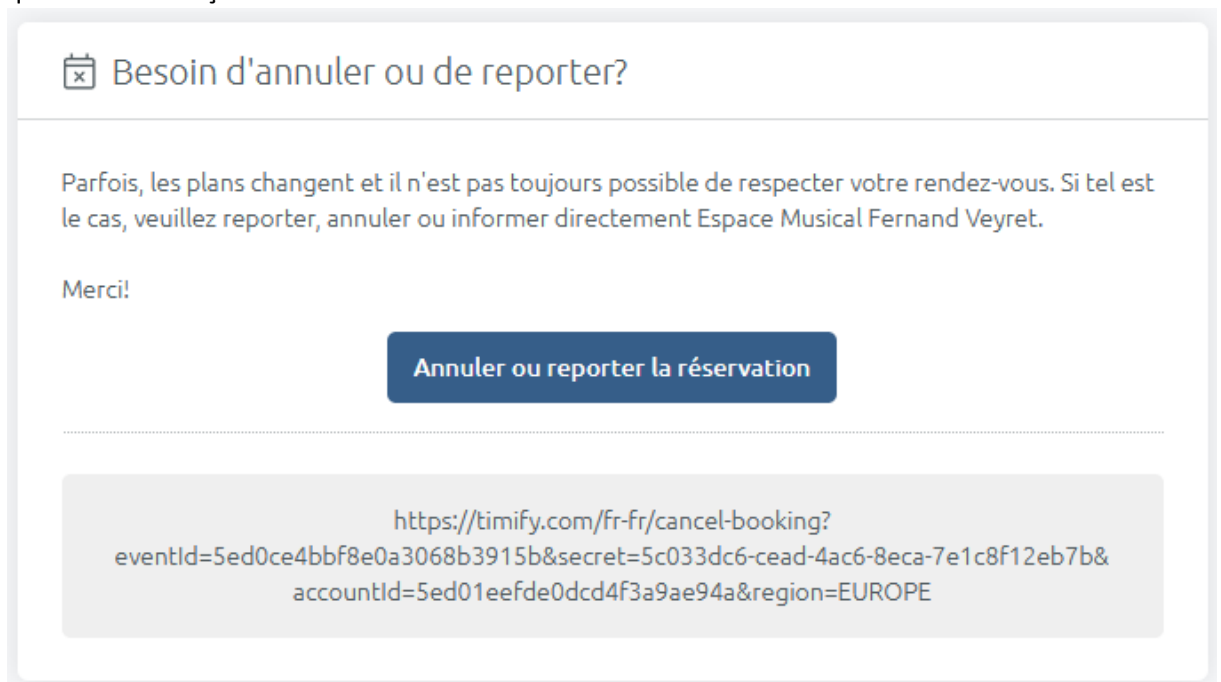 Besoin d'annuler ou de reporter?
Parfois, les plans changent et il n'est pas toujours possible de respecter votre rendez-vous. Si tel est
le cas, veuillez reporter, annuler ou informer directement Espace Musical Fernand Veyret.
Merci!
Annuler ou reporter la réservation
https://timify.com/fr-fr/cancel-booking?
eventId=5ed0ce4bbf8e0a3068b3915b&secret=5c033dc6-cead-4ac6-8eca-7e1c8f12eb7b&
accountId=5ed01eefde0dcd4f3a9ae94a&region=EUROPE